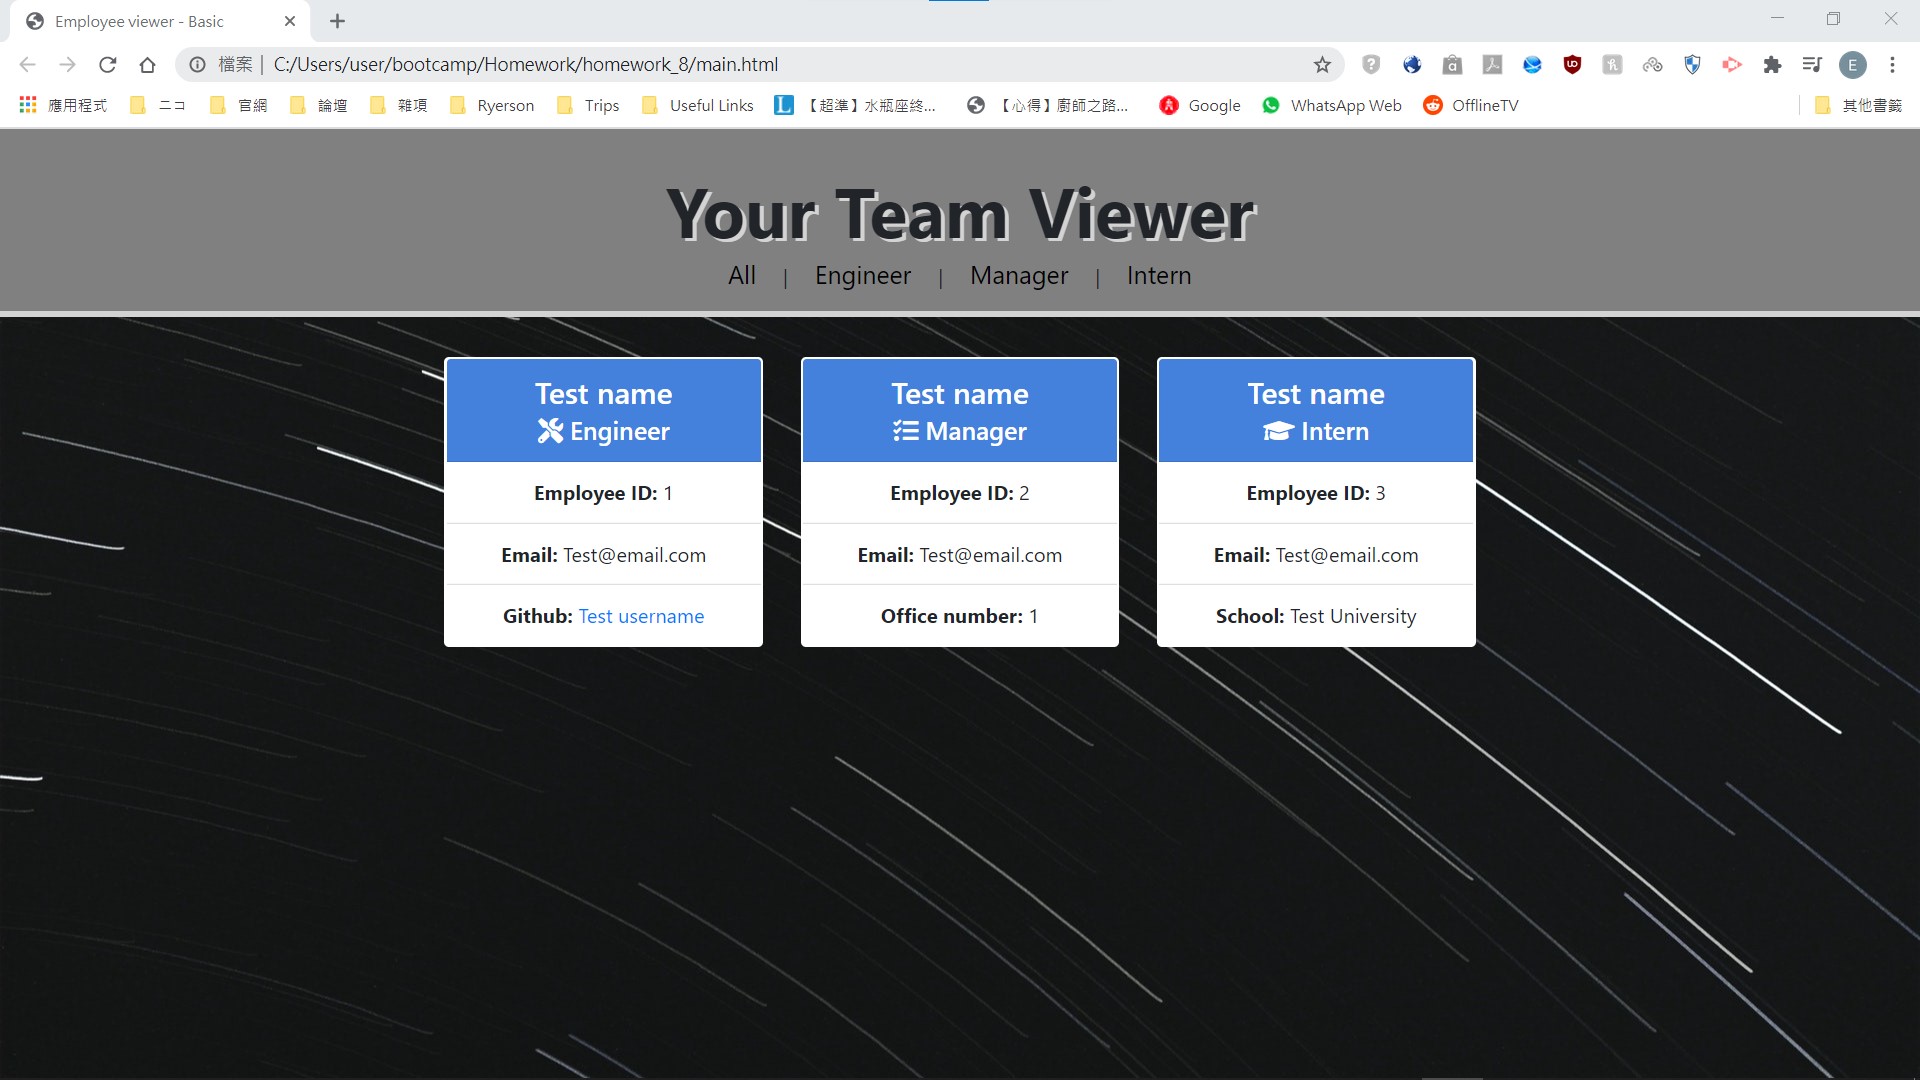 Employee viewer - Basic
檔案 | C:/Users/user/bootcamp/Homework/homework_8/main.html
E
應用程式 ニコ 官網 論壇 雜項 Ryerson Trips Useful Links L 【超準】水瓶座終... 【心得】廚師之路... Google WhatsApp Web OfflineTV 其他書籤
Your Team Viewer
All | Engineer | Manager | Intern
Test name
Engineer
Employee ID: 1
Email: Test@email.com
Github: Test username
Test name
Manager
Employee ID: 2
Email: Test@email.com
Office number: 1
Test name
Intern
Employee ID: 3
Email: Test@email.com
School: Test University